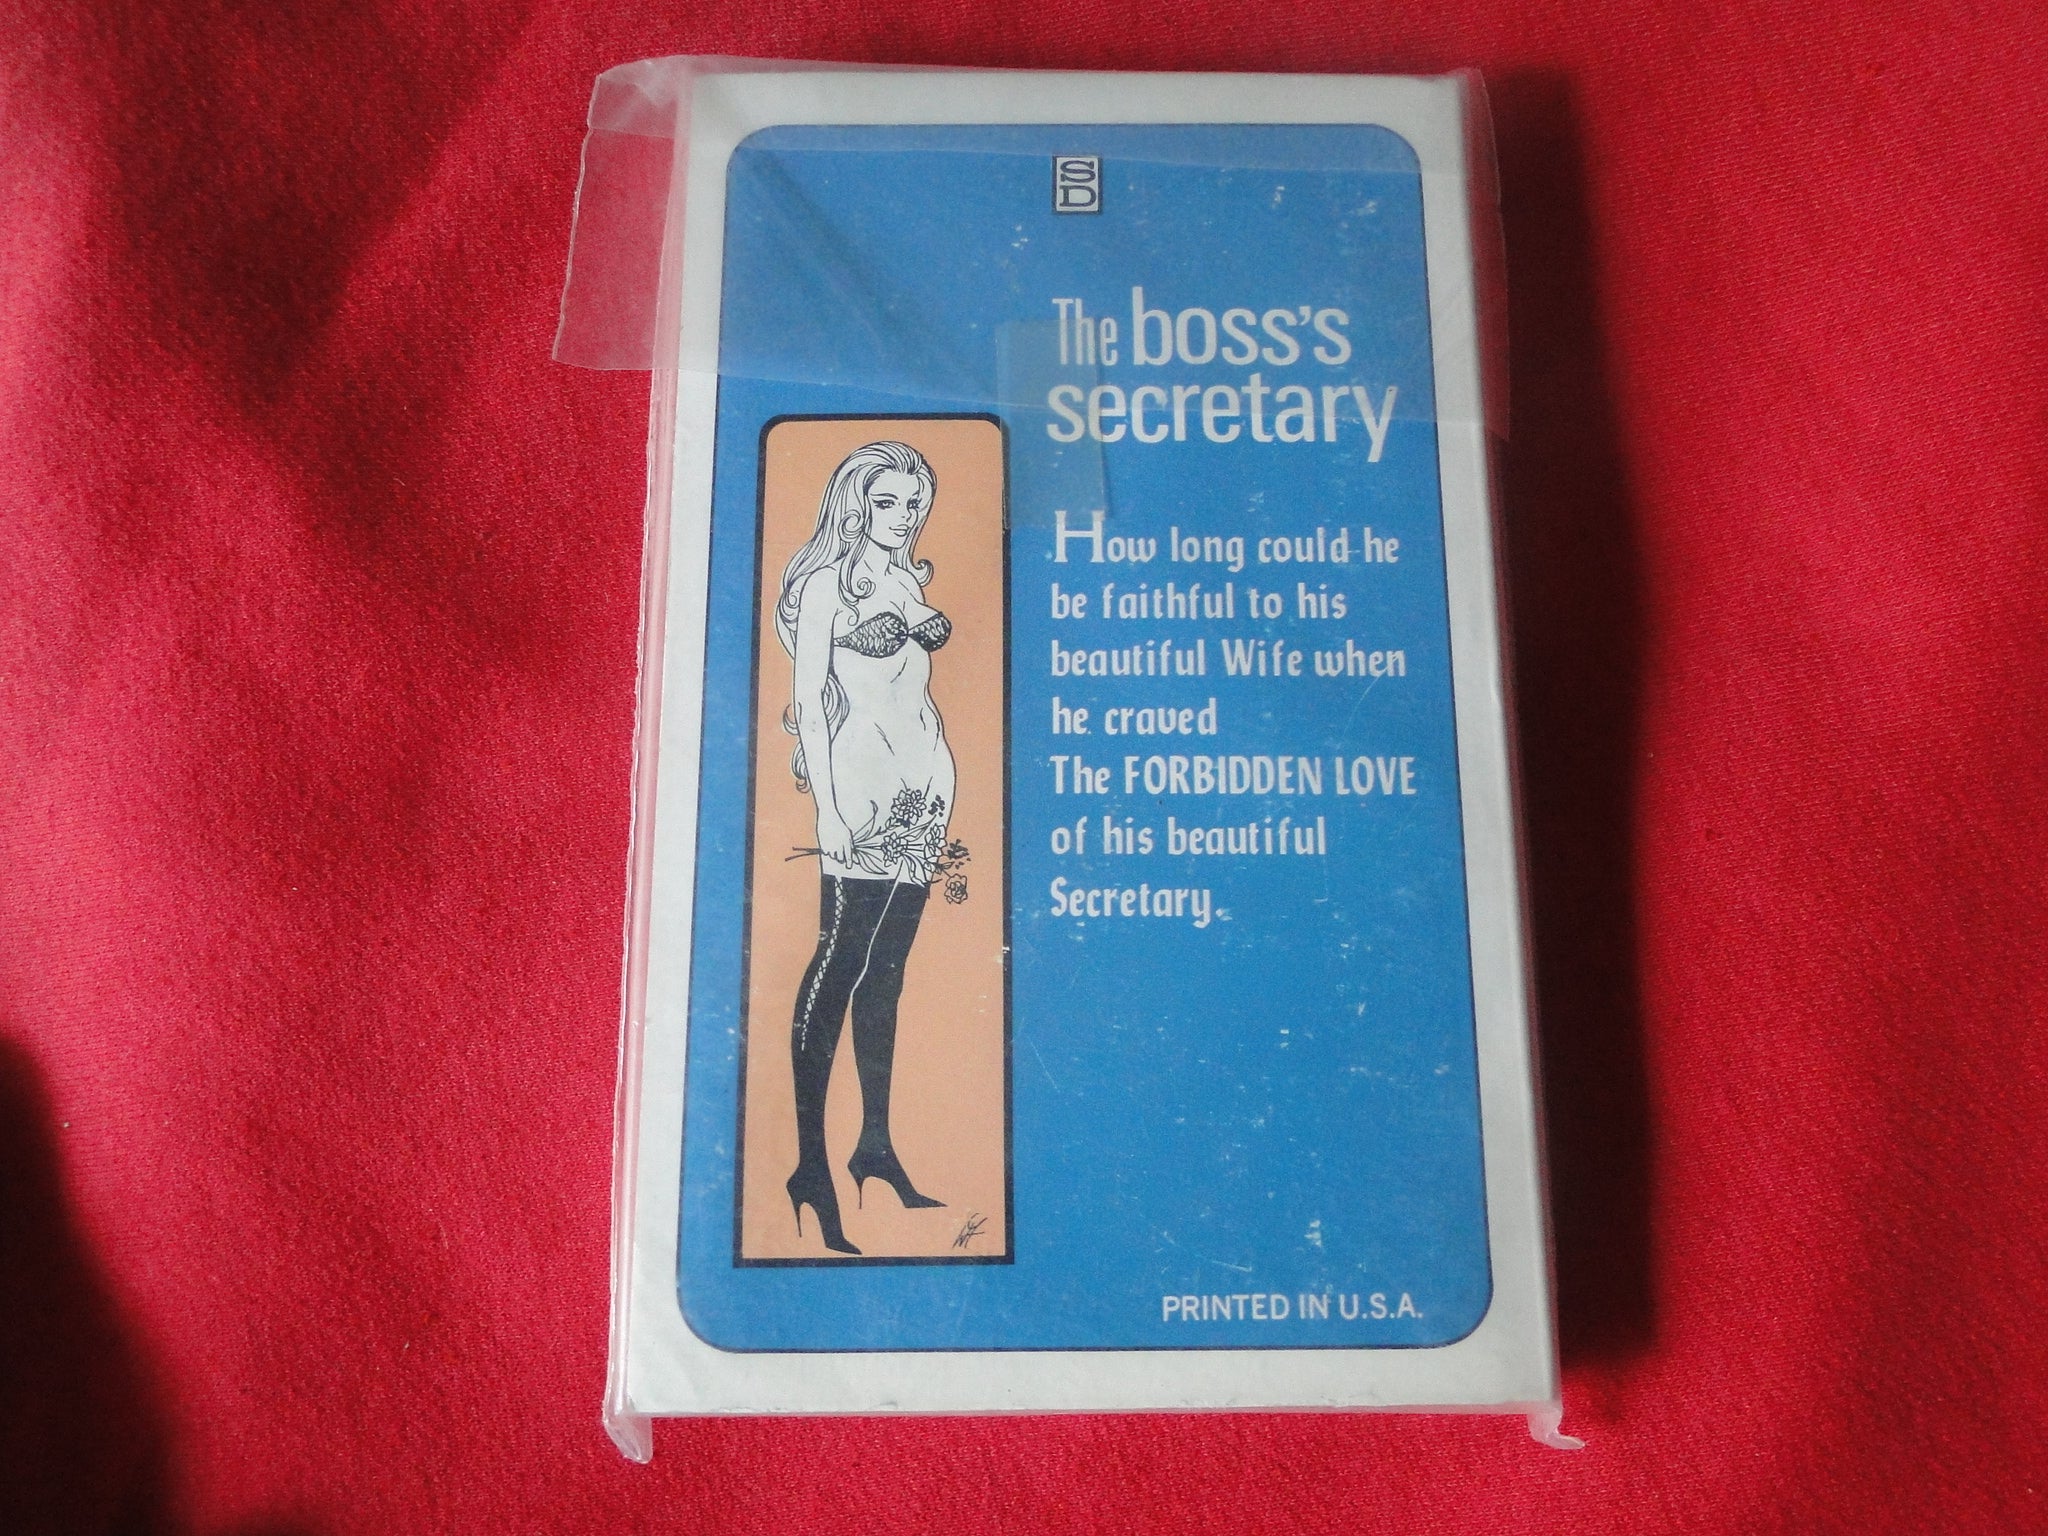 SD
The boss's
secretary
How long could he
be faithful to his
beautiful Wife when
he craved
The FORBIDDEN LOVE
of his beautiful
Secretary.
PRINTED IN U.S.A.